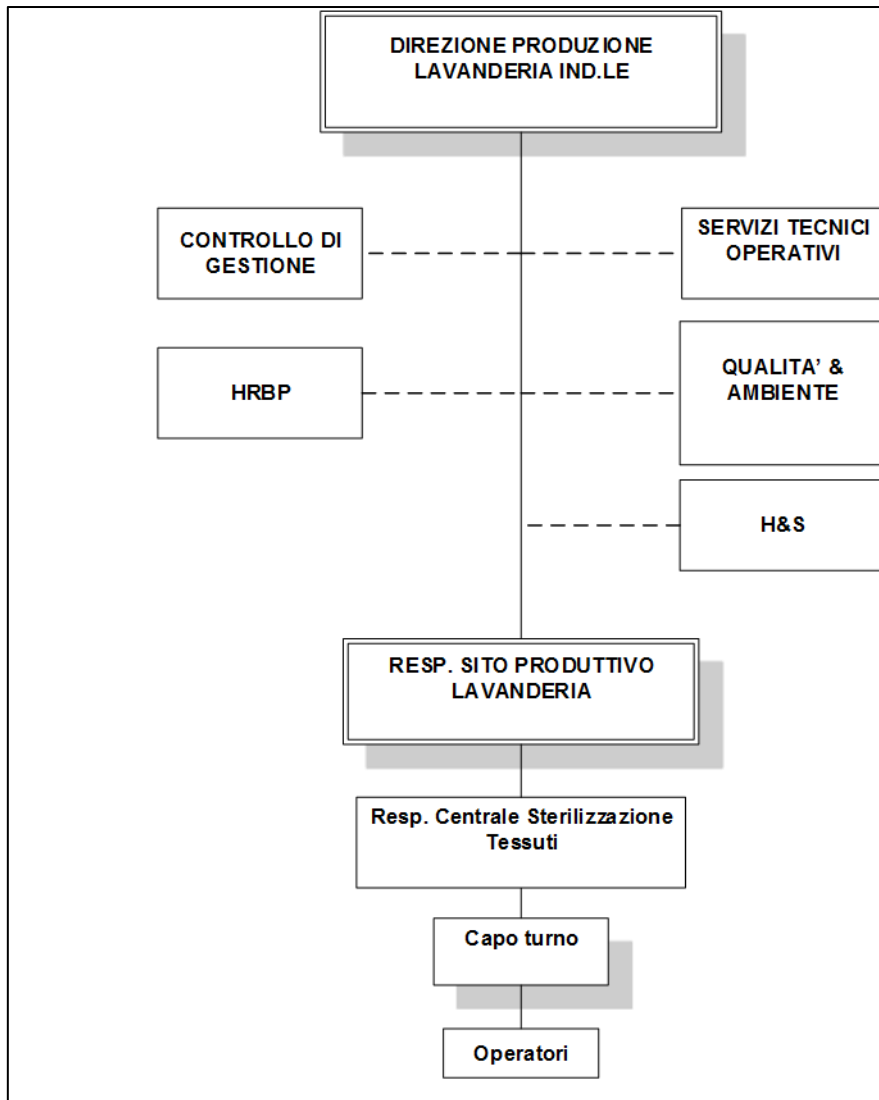 DIREZIONE PRODUZIONE
LAVANDERIA IND.LE
CONTROLLO DI
GESTIONE
SERVIZI TECNICI
OPERATIVI
HRBP
QUALITA’ &
AMBIENTE
H&S
RESP. SITO PRODUTTIVO
LAVANDERIA
Resp. Centrale Sterilizzazione
Tessuti
Capo turno
Operatori